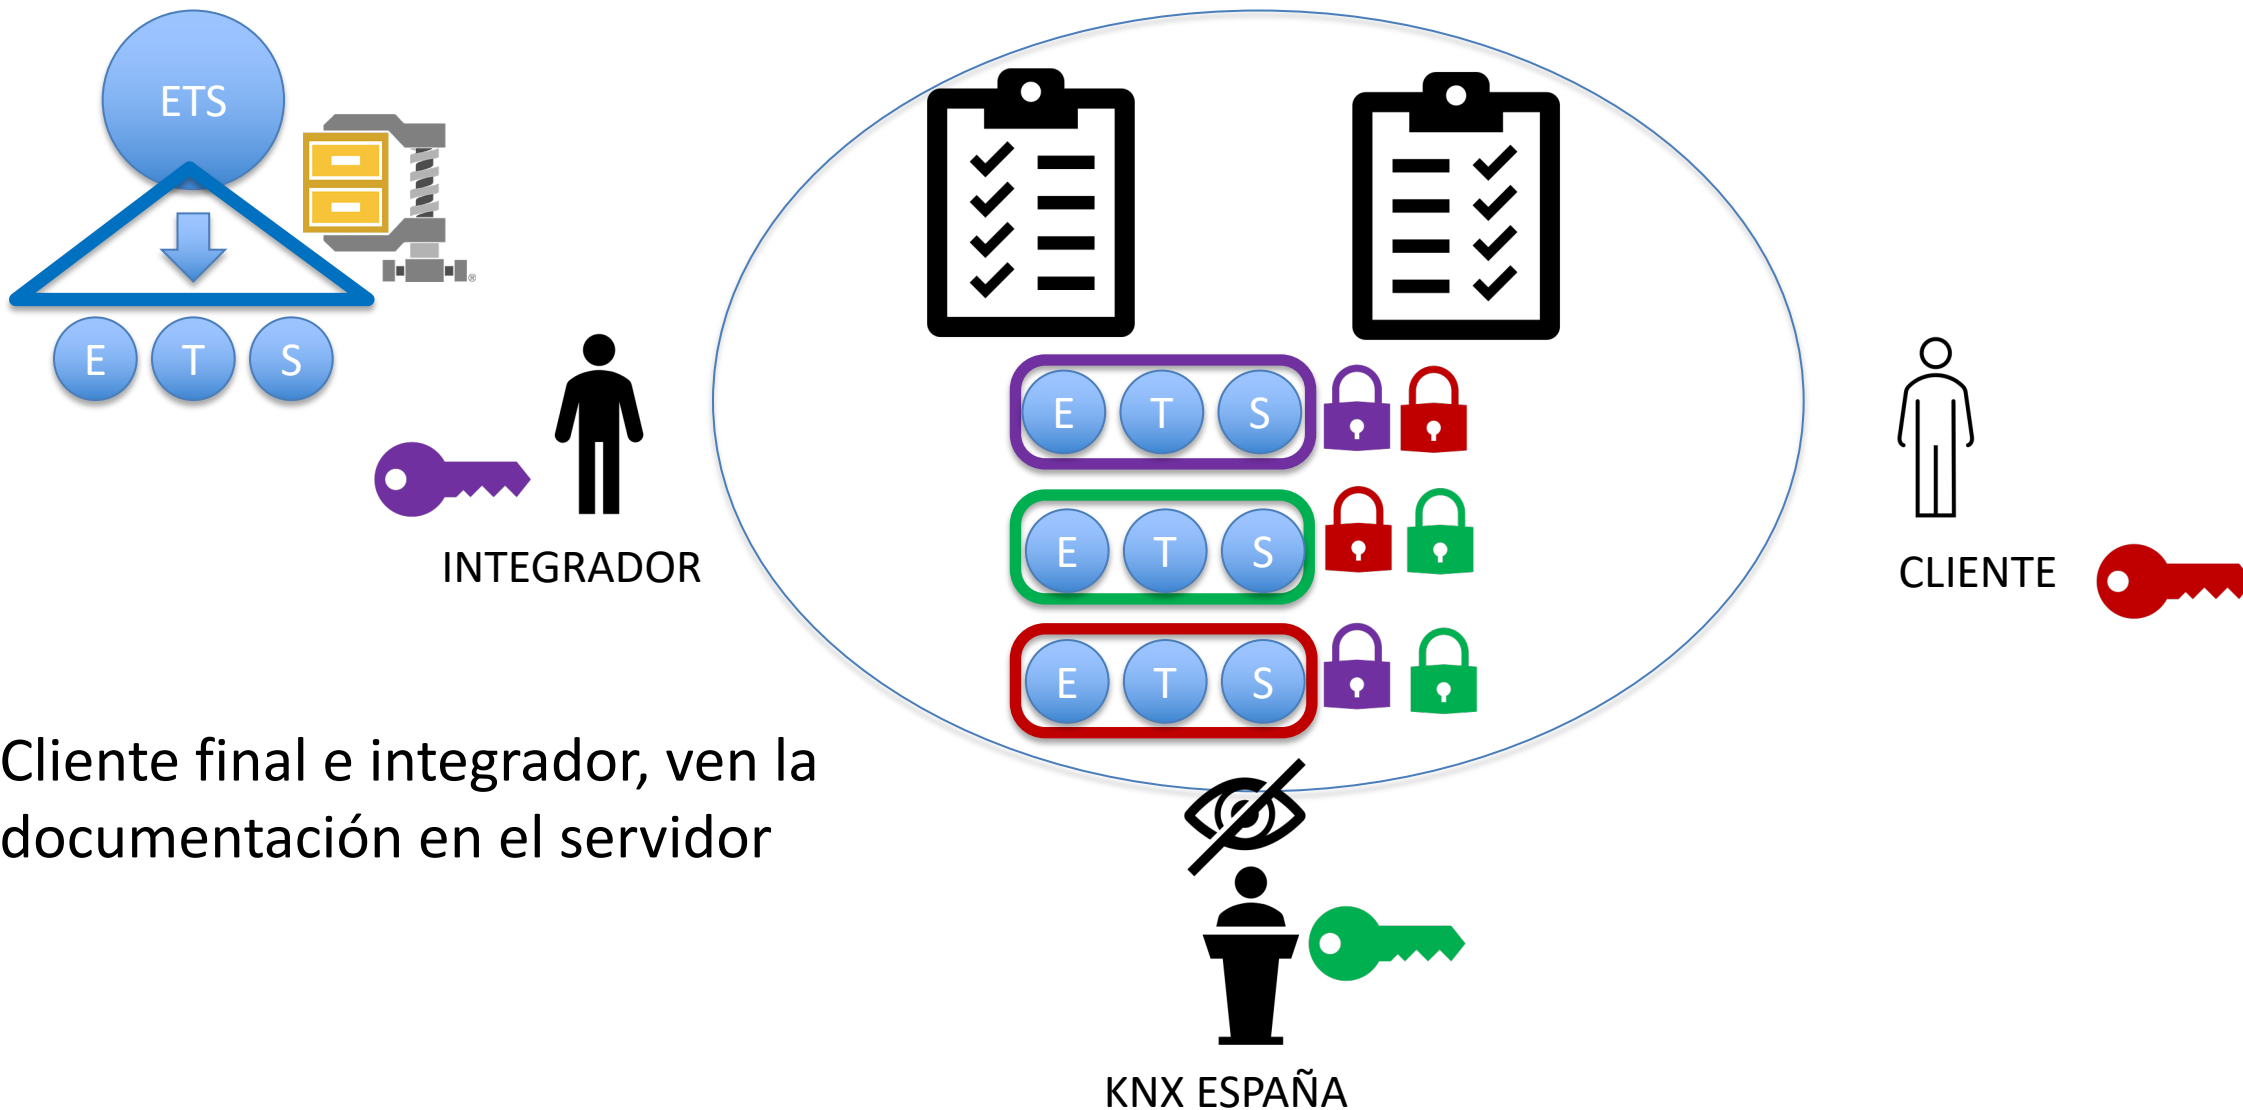 ETS
®
E T S
INTEGRADOR
E T S
E T S
E T S
CLIENTE
Cliente final e integrador, ven la
documentación en el servidor
KNX ESPAÑA